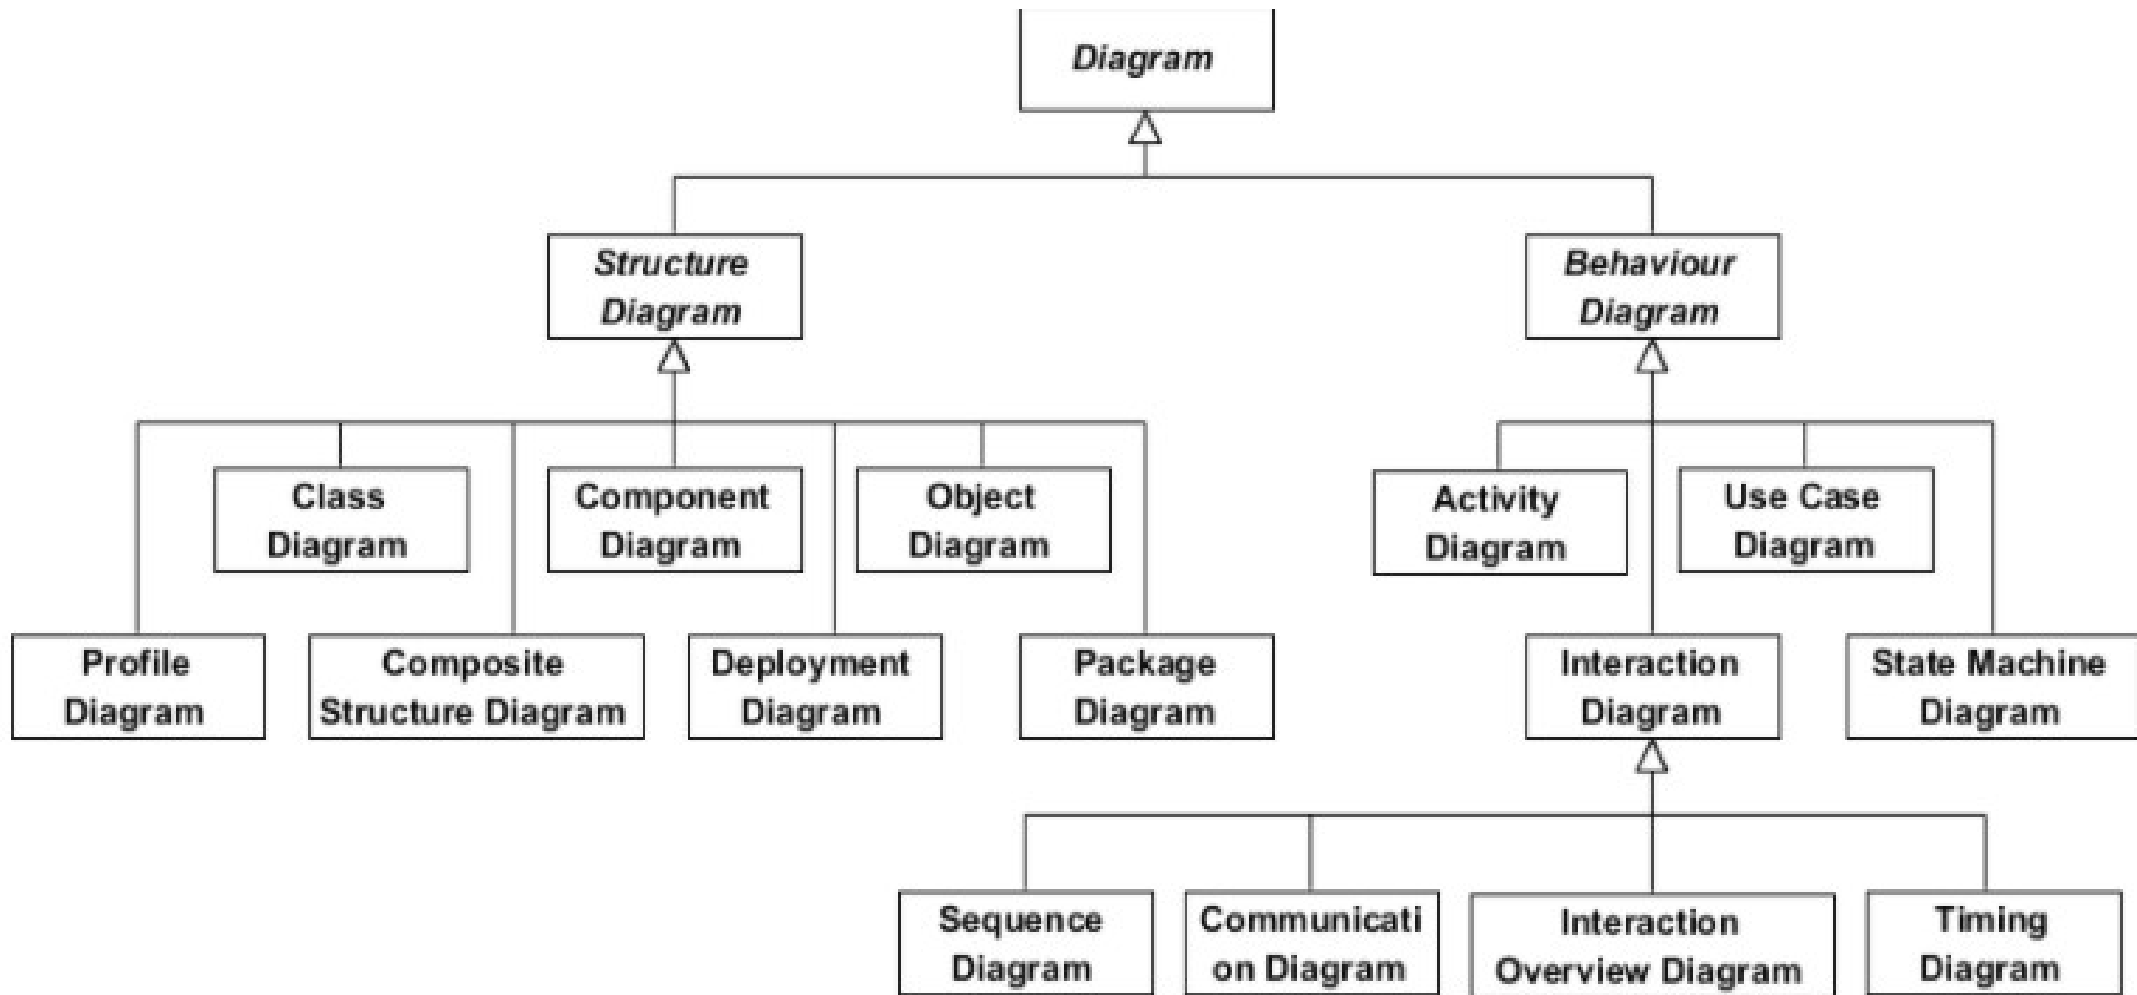 Diagram
Structure
Diagram
Behaviour
Diagram
Class
Diagram
Component
Diagram
Object
Diagram
Activity
Diagram
Use Case
Diagram
Profile
Diagram
Composite
Structure Diagram
Deployment
Diagram
Package
Diagram
Interaction
Diagram
State Machine
Diagram
Sequence
Diagram
Communicati
on Diagram
Interaction
Overview Diagram
Timing
Diagram